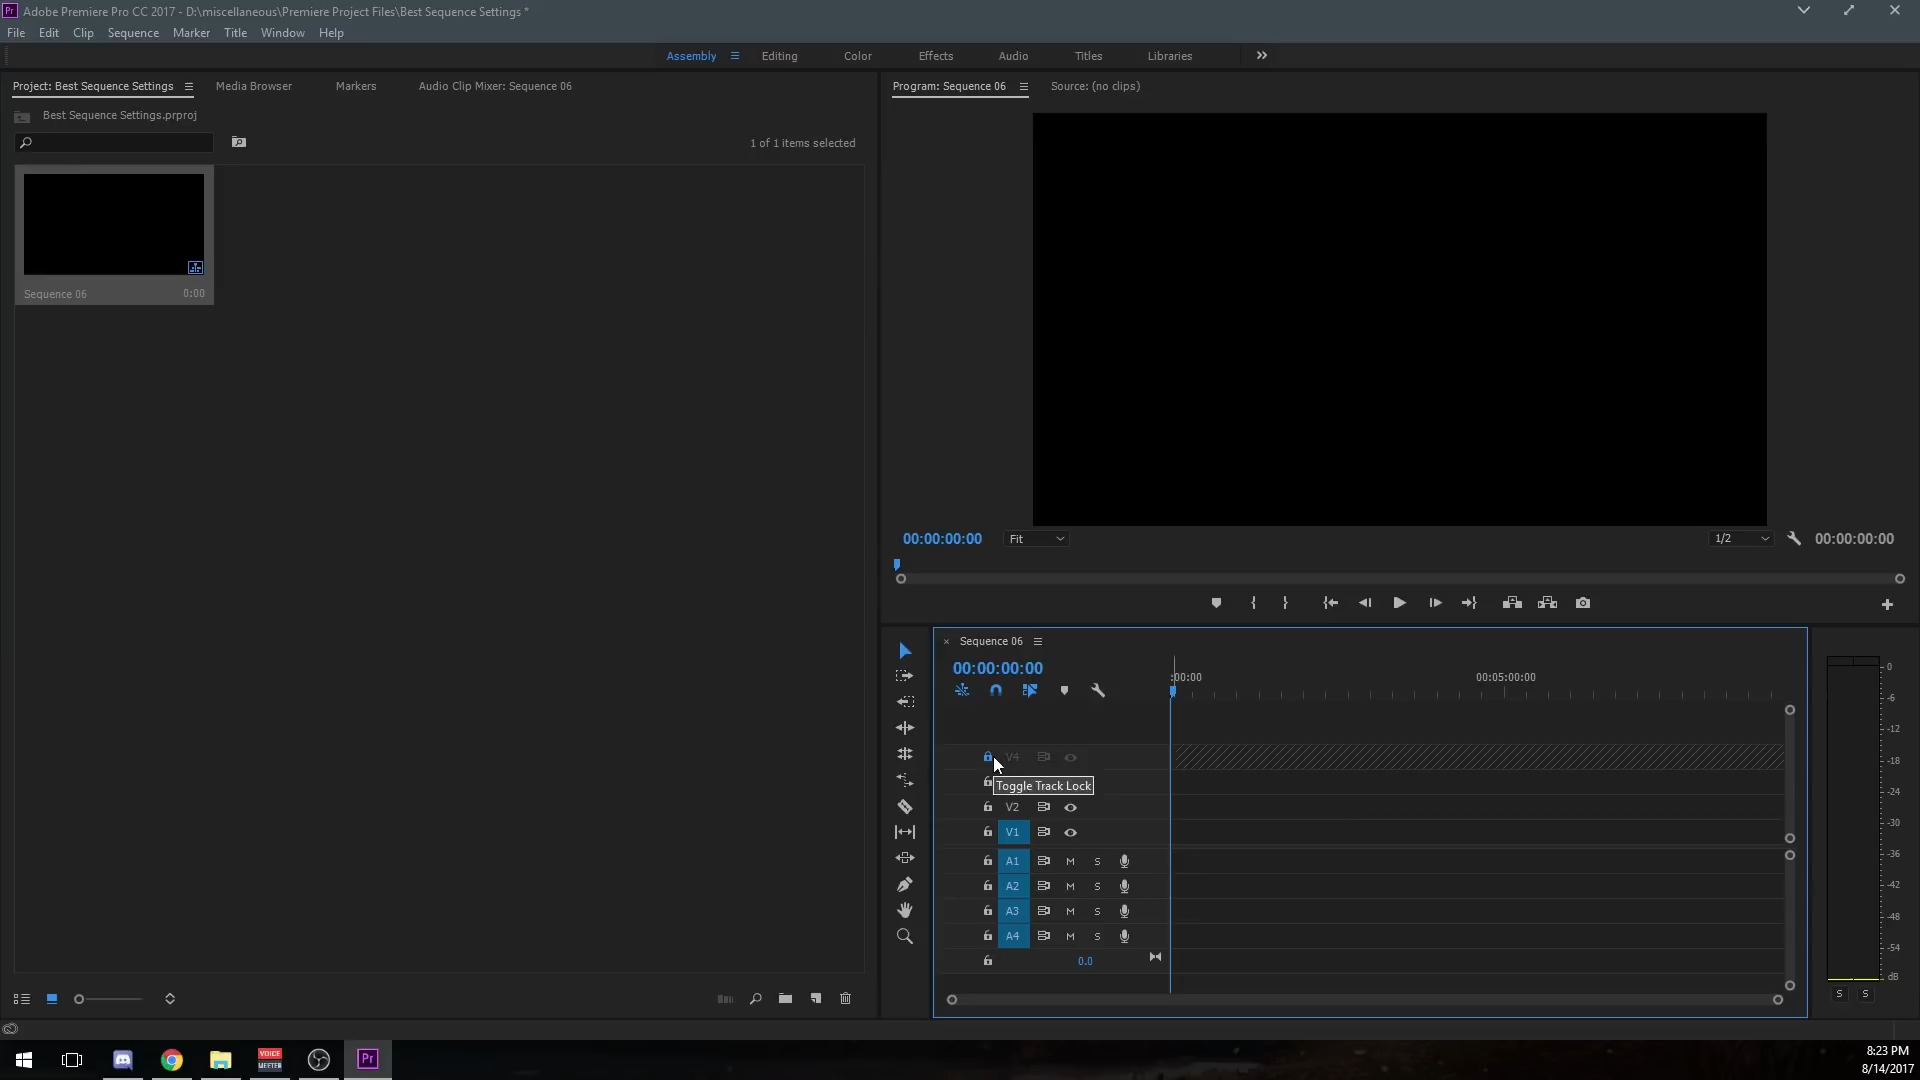 Pr Adobe Premiere Pro CC 2017 - D:\miscellaneous\Premiere Project Files\Best Sequence Settings *
File Edit Clip Sequence Marker Title Window Help
Assembly Editing Color Effects Audio Titles Libraries
Project: Best Sequence Settings Media Browser Markers Audio Clip Mixer: Sequence 06
Program: Sequence 06 Source: (no clips)
Best Sequence Settings.prproj
1 of 1 items selected
Sequence 06 0:00
00:00:00:00 Fit 1/2 00:00:00:00
Sequence 06
00:00:00:00
:00:00 00:05:00:00
V4
Toggle Track Lock
V2
V1
A1 M S
A2 M S
A3 M S
A4 M S
0.0
0
-6
-12
-18
-24
-30
-36
-42
-48
-54
dB
S S
VOICE
MEETER
Pr
8:23 PM
8/14/2017